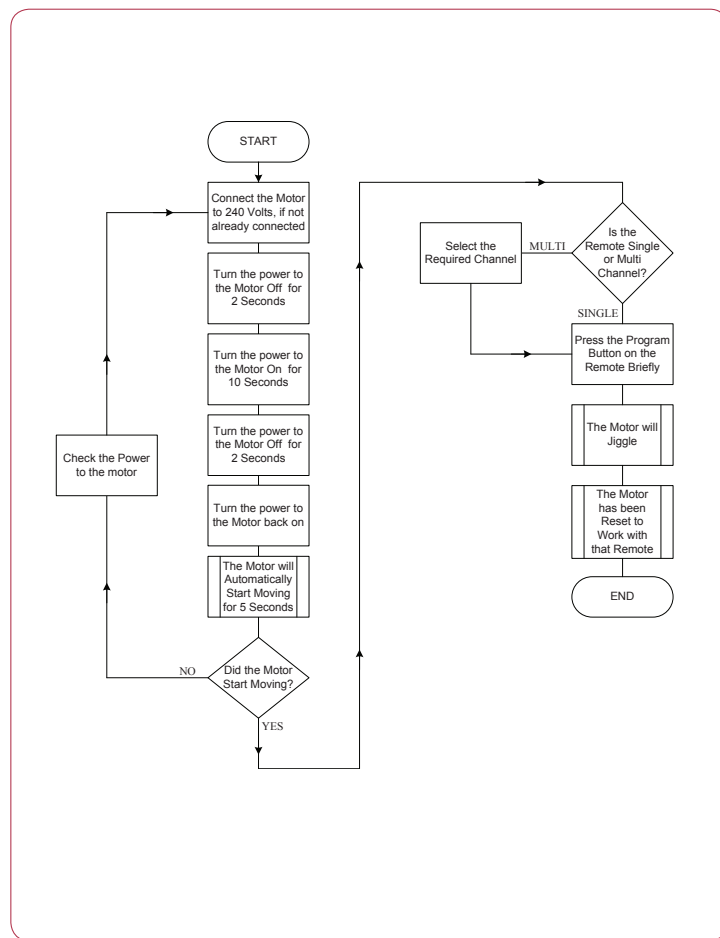 START
Connect the Motor
to 240 Volts, if not
already connected
Turn the power to
the Motor Off for
2 Seconds
Turn the power to
the Motor On for
10 Seconds
Turn the power to
the Motor Off for
2 Seconds
Turn the power to
the Motor back on
The Motor will
Automatically
Start Moving
for 5 Seconds
Did the Motor
Start Moving?
NO
YES
Check the Power
to the motor
Is the
Remote Single
or Multi
Channel?
MULTI
SINGLE
Select the
Required Channel
Press the Program
Button on the
Remote Briefly
The Motor will
Jiggle
The Motor
has been
Reset to
Work with
that Remote
END